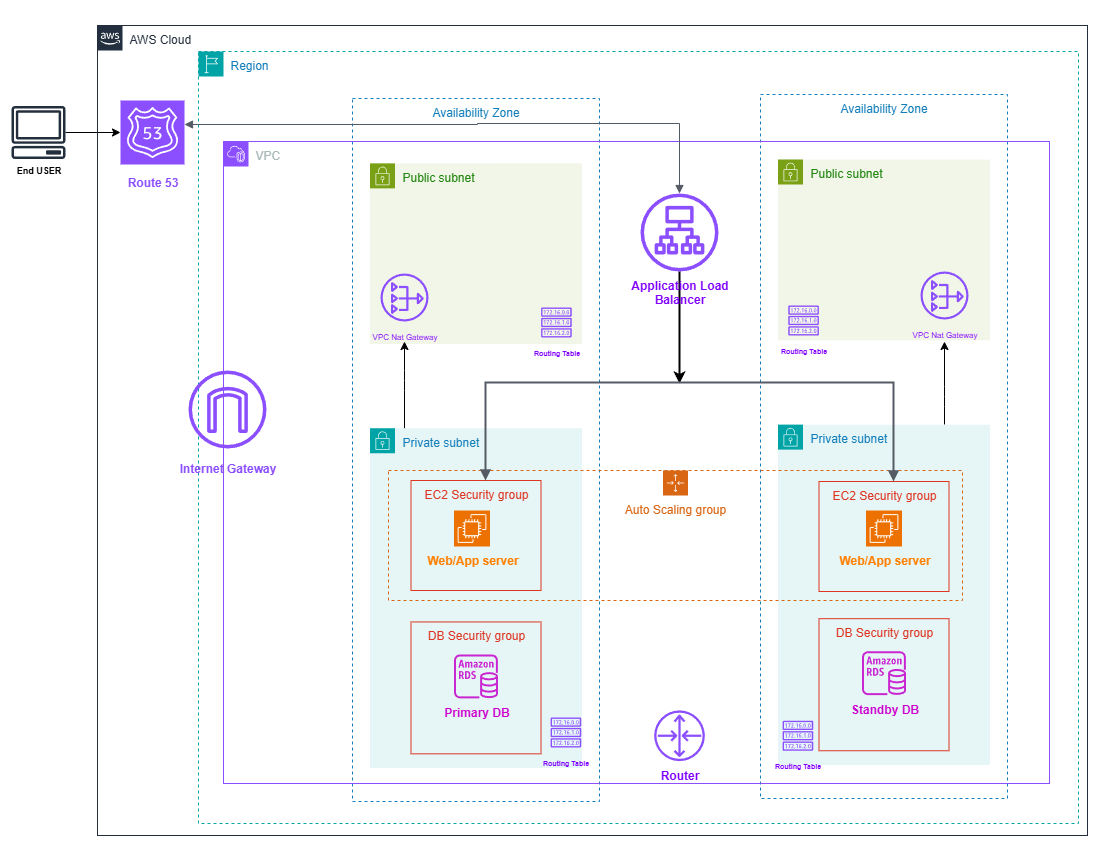 aws
AWS Cloud
Region
Availability Zone
Availability Zone
53
End USER
Route 53
VPC
Public subnet
Public subnet
Application Load
Balancer
VPC Nat Gateway
172.16.0.0
172.16.1.0
172.16.2.0
Routing Table
172.16.0.0
172.16.1.0
172.16.2.0
Routing Table
VPC Nat Gateway
Internet Gateway
Private subnet
Private subnet
EC2 Security group
Web/App server
Auto Scaling group
EC2 Security group
Web/App server
DB Security group
Amazon
RDS
Primary DB
172.16.0.0
172.16.1.0
172.16.2.0
Routing Table
Router
DB Security group
Amazon
RDS
Standby DB
172.16.0.0
172.16.1.0
172.16.2.0
Routing Table